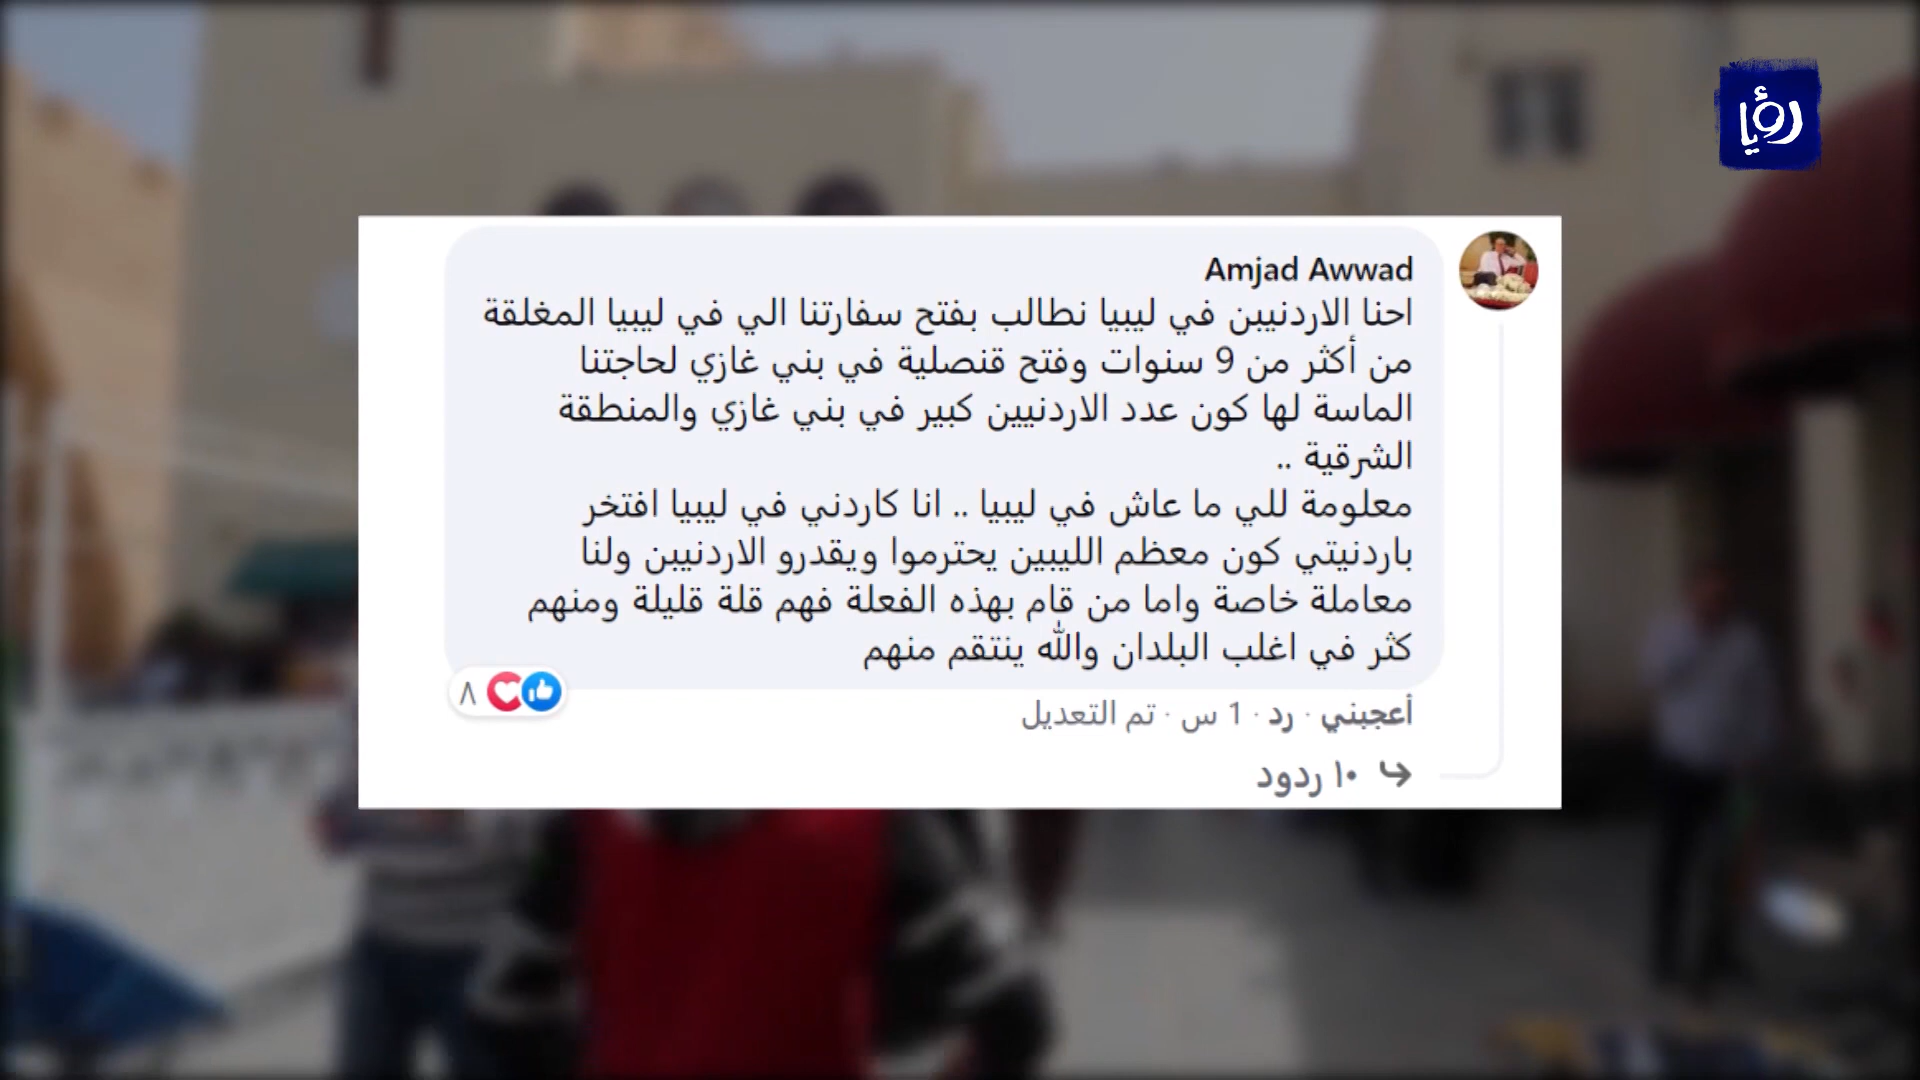 رؤيا
Amjad Awwad
احنا الاردنيين في ليبيا نطالب بفتح سفارتنا الي في ليبيا المغلقة
من أكثر من 9 سنوات وفتح قنصلية في بني غازي لحاجتنا
الماسة لها كون عدد الاردنيين كبير في بني غازي والمنطقة
الشرقية ..
معلومة للي ما عاش في ليبيا .. انا كاردني في ليبيا افتخر
باردنيتي كون معظم الليبين يحترموا ويقدرو الاردنيبن ولنا
معاملة خاصة واما من قام بهذه الفعلة فهم قلة قليلة ومنهم
كثر في اغلب البلدان والله ينتقم منهم
٨
أعجبني · رد · 1 س · تم التعديل
١٠ ردود